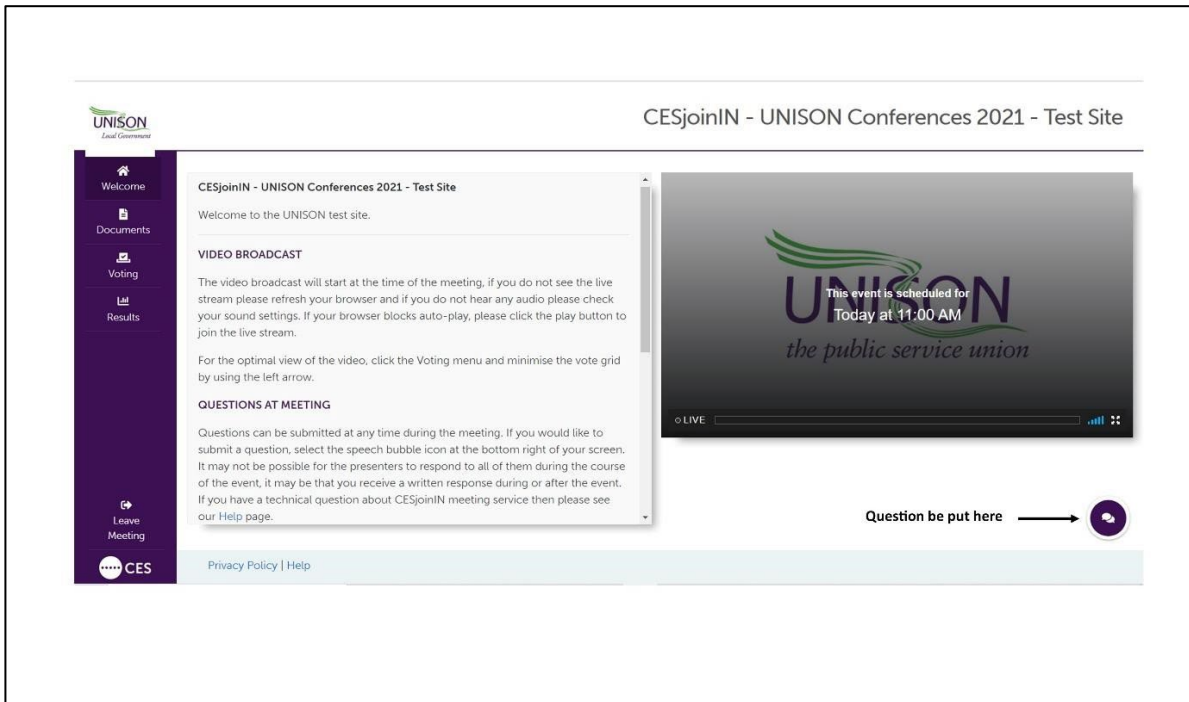 UNISON
Local Government
CESjoinIN - UNISON Conferences 2021 - Test Site
Welcome
Documents
Voting
Results
Leave
Meeting
CES
CESjoinIN - UNISON Conferences 2021 - Test Site
Welcome to the UNISON test site.
VIDEO BROADCAST
The video broadcast will start at the time of the meeting, if you do not see the live
stream please refresh your browser and if you do not hear any audio please check
your sound settings. If your browser blocks auto-play, please click the play button to
join the live stream.
For the optimal view of the video, click the Voting menu and minimise the vote grid
by using the left arrow.
QUESTIONS AT MEETING
Questions can be submitted at any time during the meeting. If you would like to
submit a question, select the speech bubble icon at the bottom right of your screen.
It may not be possible for the presenters to respond to all of them during the course
of the event, it may be that you receive a written response during or after the event.
If you have a technical question about CESjoinIN meeting service then please see
our Help page.
UNISON
This event is scheduled for
Today at 11:00 AM
the public service union
LIVE
Question be put here
Privacy Policy | Help